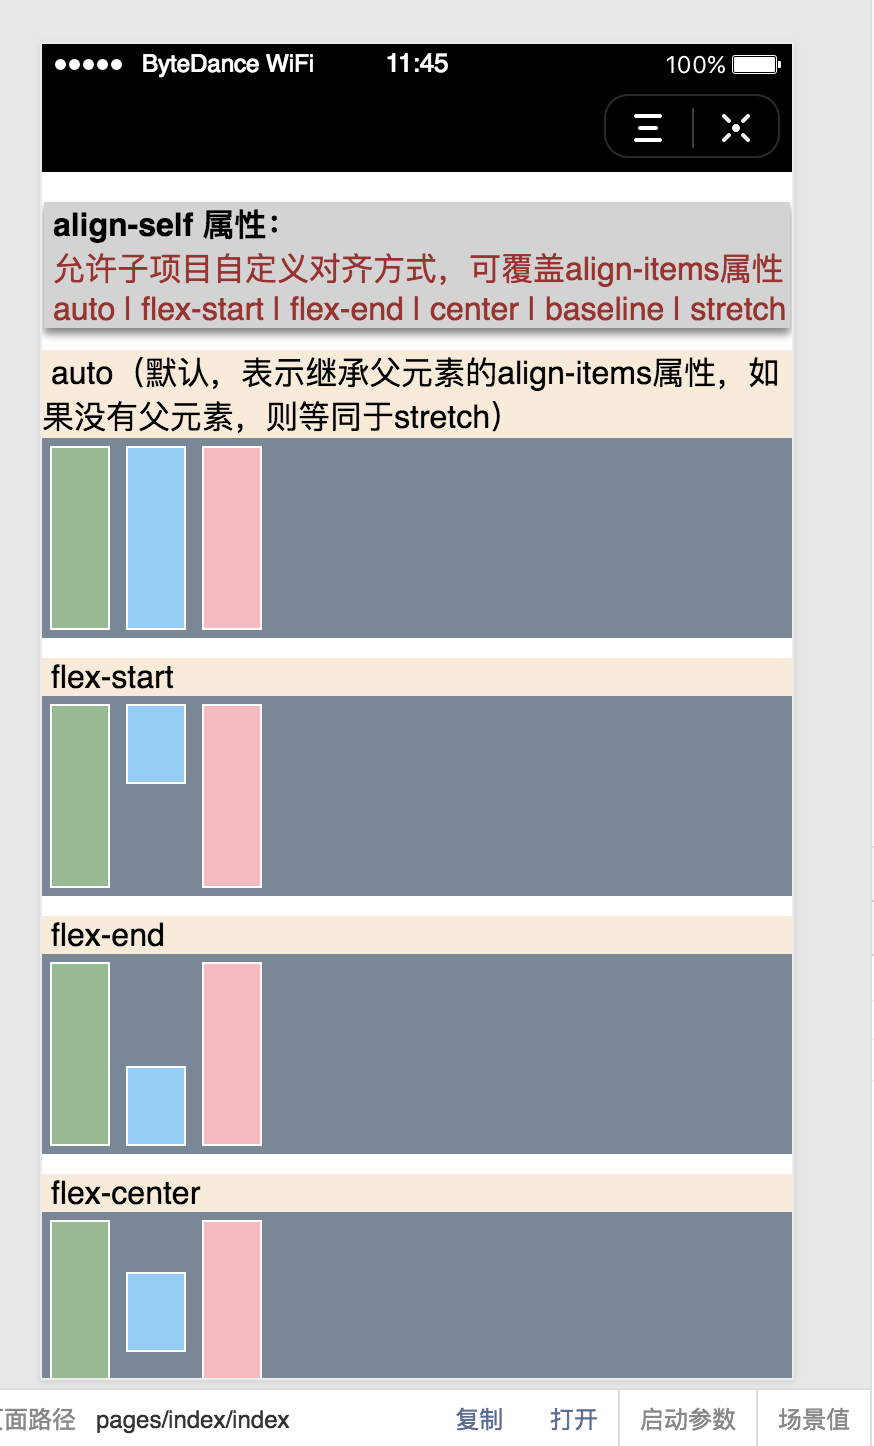 ByteDance WiFi 11:45 100%
align-self 属性：
允许子项目自定义对齐方式，可覆盖align-items属性
auto | flex-start | flex-end | center | baseline | stretch
auto（默认，表示继承父元素的align-items属性，如
果没有父元素，则等同于stretch）
flex-start
flex-end
flex-center
面路径 pages/index/index 复制 打开 启动参数 场景值